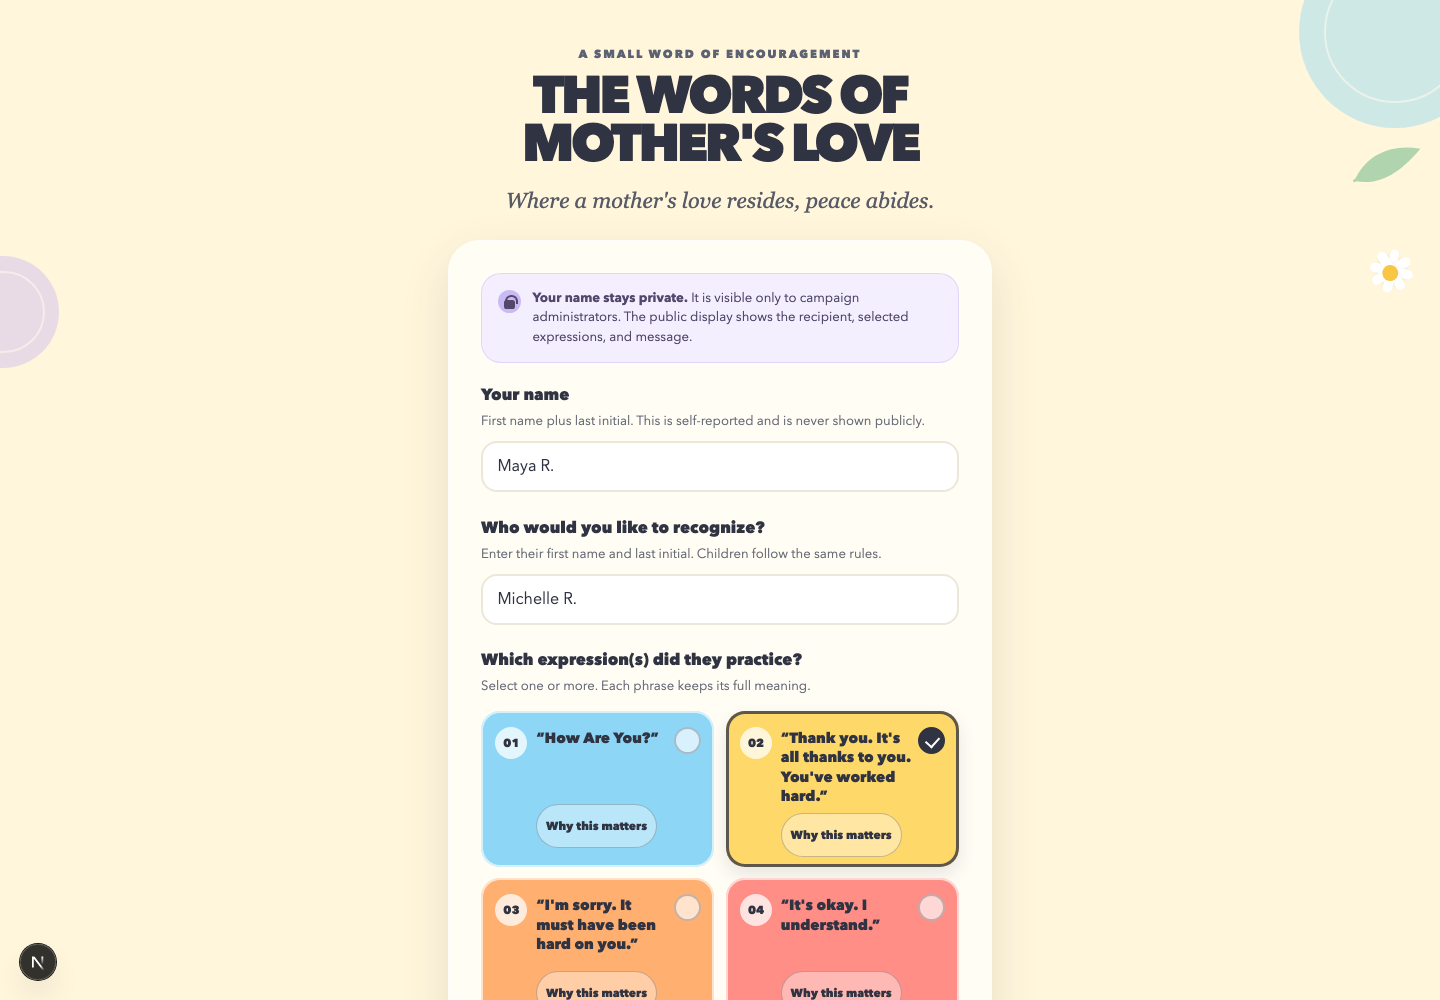 A SMALL WORD OF ENCOURAGEMENT
THE WORDS OF
MOTHER'S LOVE
Where a mother's love resides, peace abides.
Your name stays private. It is visible only to campaign
administrators. The public display shows the recipient, selected
expressions, and message.
Your name
First name plus last initial. This is self-reported and is never shown publicly.
Maya R.
Who would you like to recognize?
Enter their first name and last initial. Children follow the same rules.
Michelle R.
Which expression(s) did they practice?
Select one or more. Each phrase keeps its full meaning.
01
“How Are You?”
Why this matters
02
“Thank you. It's
all thanks to you.
You've worked
hard.”
Why this matters
03
“I'm sorry. It
must have been
hard on you.”
Why this matters
04
“It's okay. I
understand.”
Why this matters
N